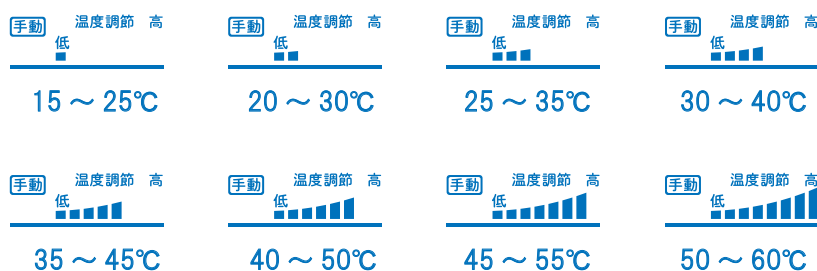 手動 温度調節 高
低
15 ～ 25℃
手動 温度調節 高
低
20 ～ 30℃
手動 温度調節 高
低
25 ～ 35℃
手動 温度調節 高
低
30 ～ 40℃
手動 温度調節 高
低
35 ～ 45℃
手動 温度調節 高
低
40 ～ 50℃
手動 温度調節 高
低
45 ～ 55℃
手動 温度調節 高
低
50 ～ 60℃